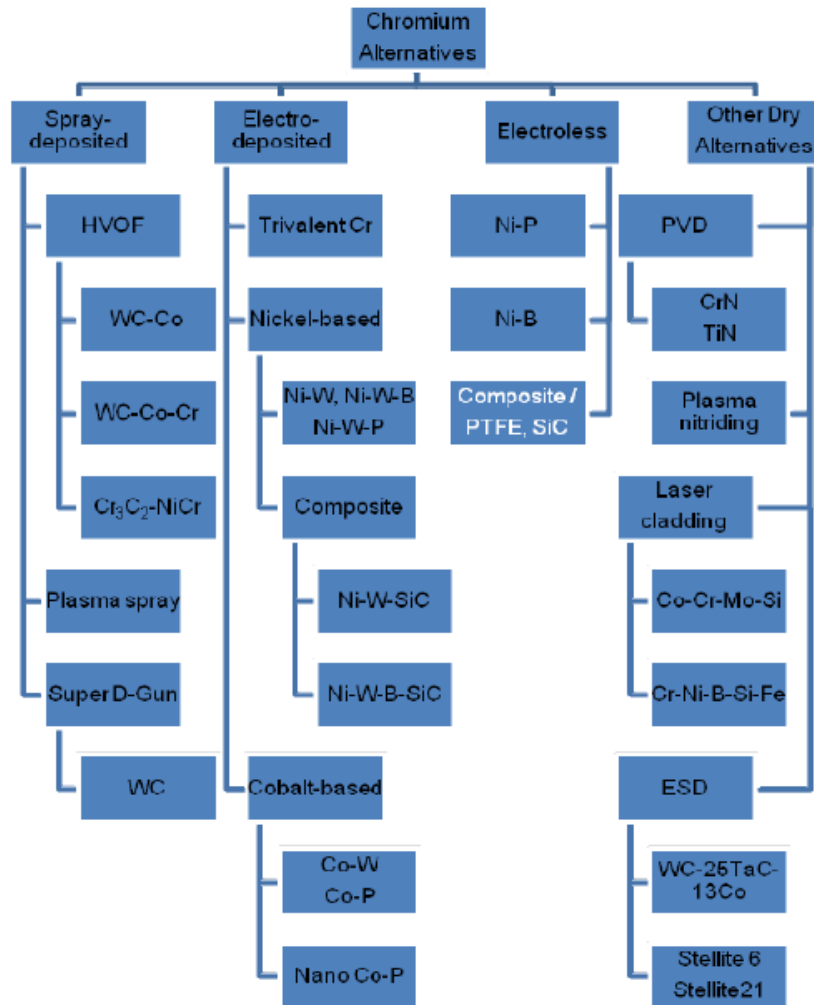 Chromium
Alternatives
Spray-
deposited
HVOF
WC-Co
WC-Co-Cr
Cr₃C₂-NiCr
Plasma spray
Super D-Gun
WC
Electro-
deposited
Trivalent Cr
Nickel-based
Ni-W, Ni-W-B
Ni-W-P
Composite
Ni-W-SiC
Ni-W-B-SiC
Cobalt-based
Co-W
Co-P
Nano Co-P
Electroless
Ni-P
Ni-B
Composite /
PTFE, SiC
Other Dry
Alternatives
PVD
CrN
TiN
Plasma
nitriding
Laser
cladding
Co-Cr-Mo-Si
Cr-Ni-B-Si-Fe
ESD
WC-25TaC-
13Co
Stellite 6
Stellite21